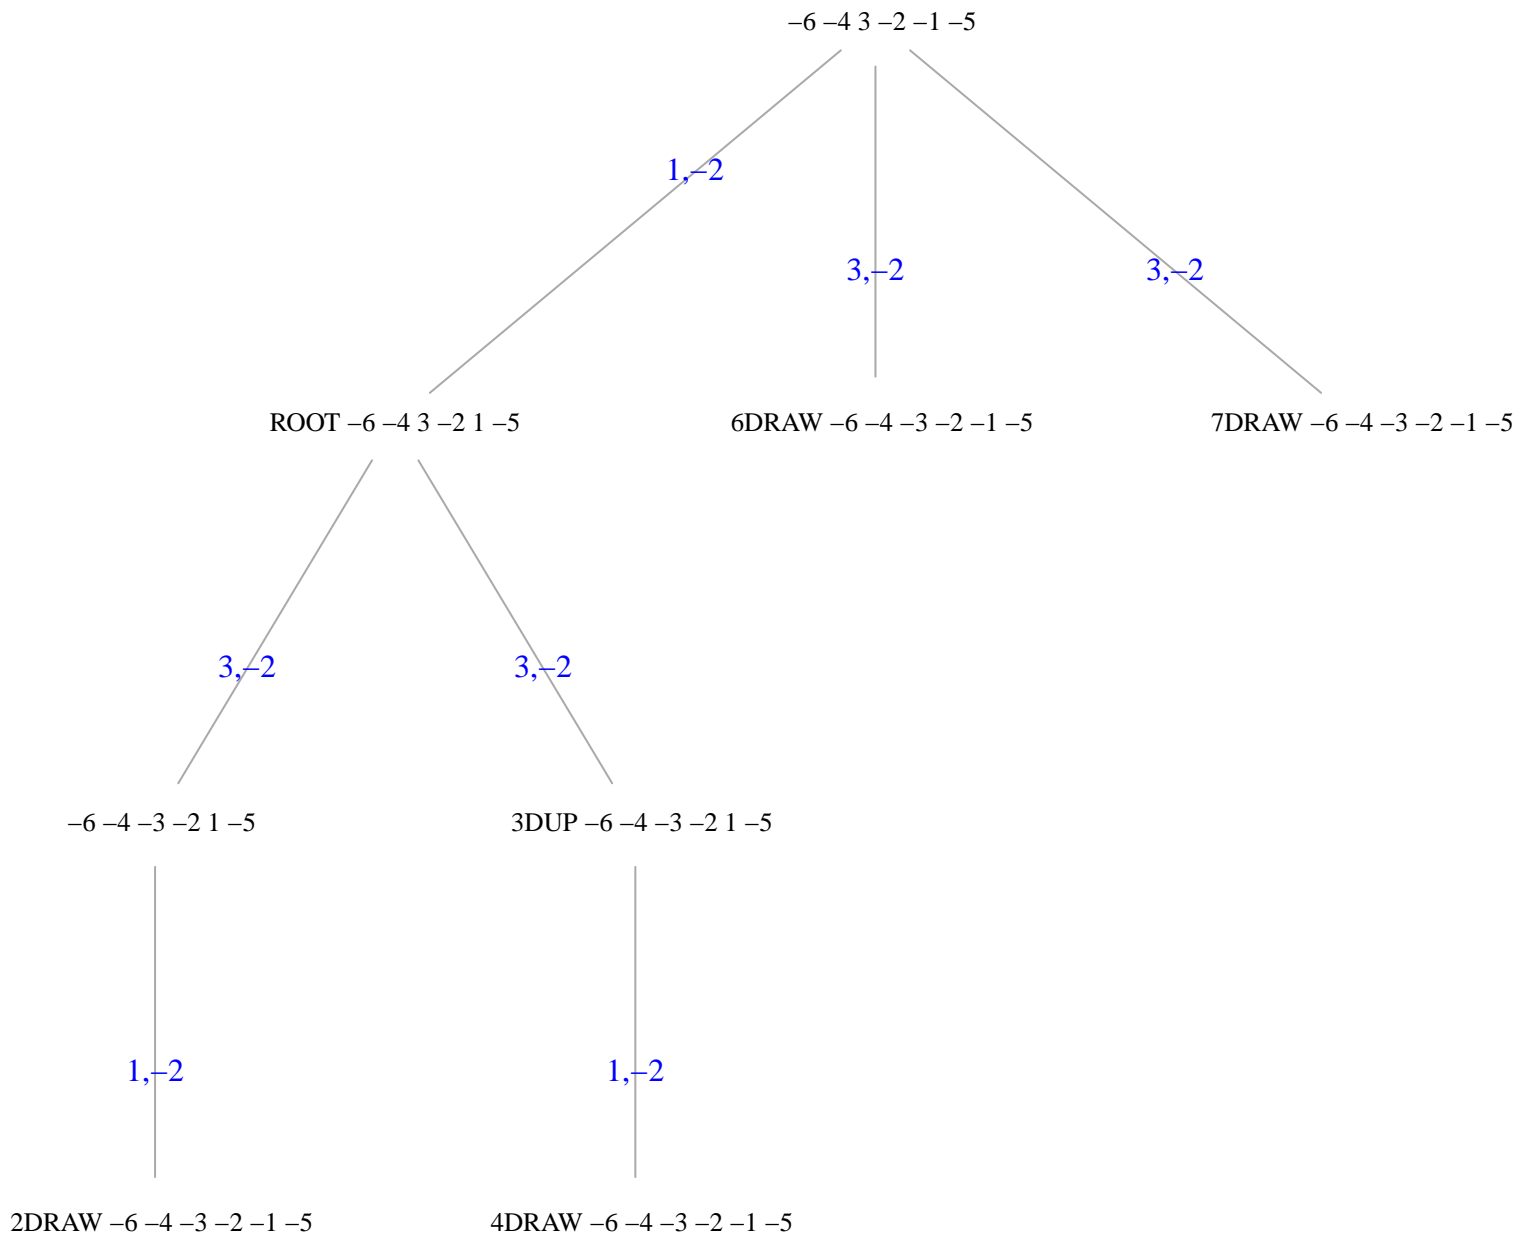 –6 –4 3 –2 –1 –5
1,–2
3,–2
3,–2
ROOT –6 –4 3 –2 1 –5
6DRAW –6 –4 –3 –2 –1 –5
7DRAW –6 –4 –3 –2 –1 –5
3,–2
3,–2
–6 –4 –3 –2 1 –5
3DUP –6 –4 –3 –2 1 –5
1,–2
1,–2
2DRAW –6 –4 –3 –2 –1 –5
4DRAW –6 –4 –3 –2 –1 –5